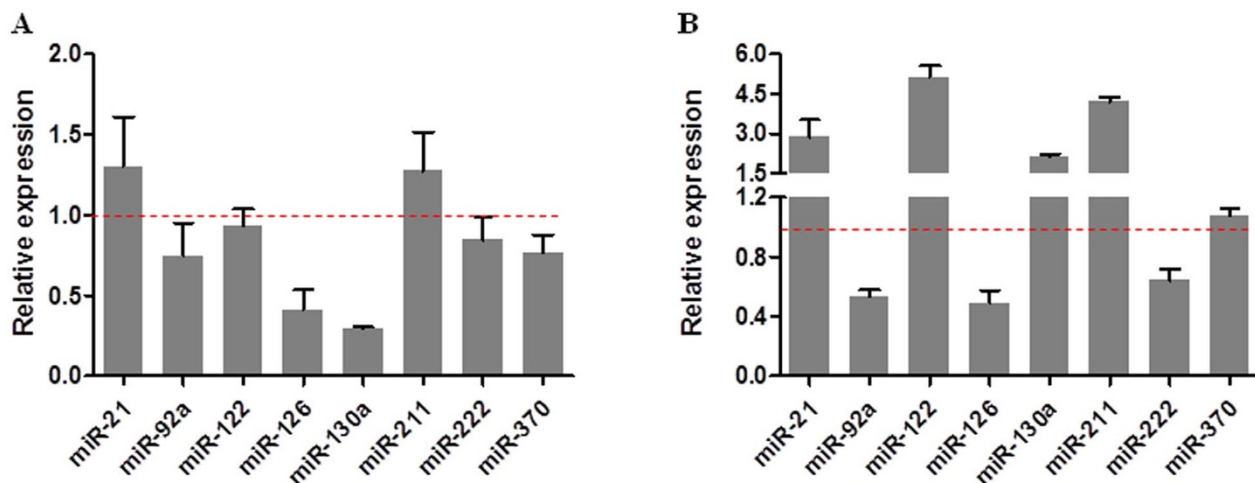 A
Relative expression
2.0
1.5
1.0
0.5
0.0
miR-21
miR-92a
miR-122
miR-126
miR-130a
miR-211
miR-222
miR-370
B
Relative expression
6.0
4.5
3.0
1.5
1.2
0.8
0.4
0.0
miR-21
miR-92a
miR-122
miR-126
miR-130a
miR-211
miR-222
miR-370